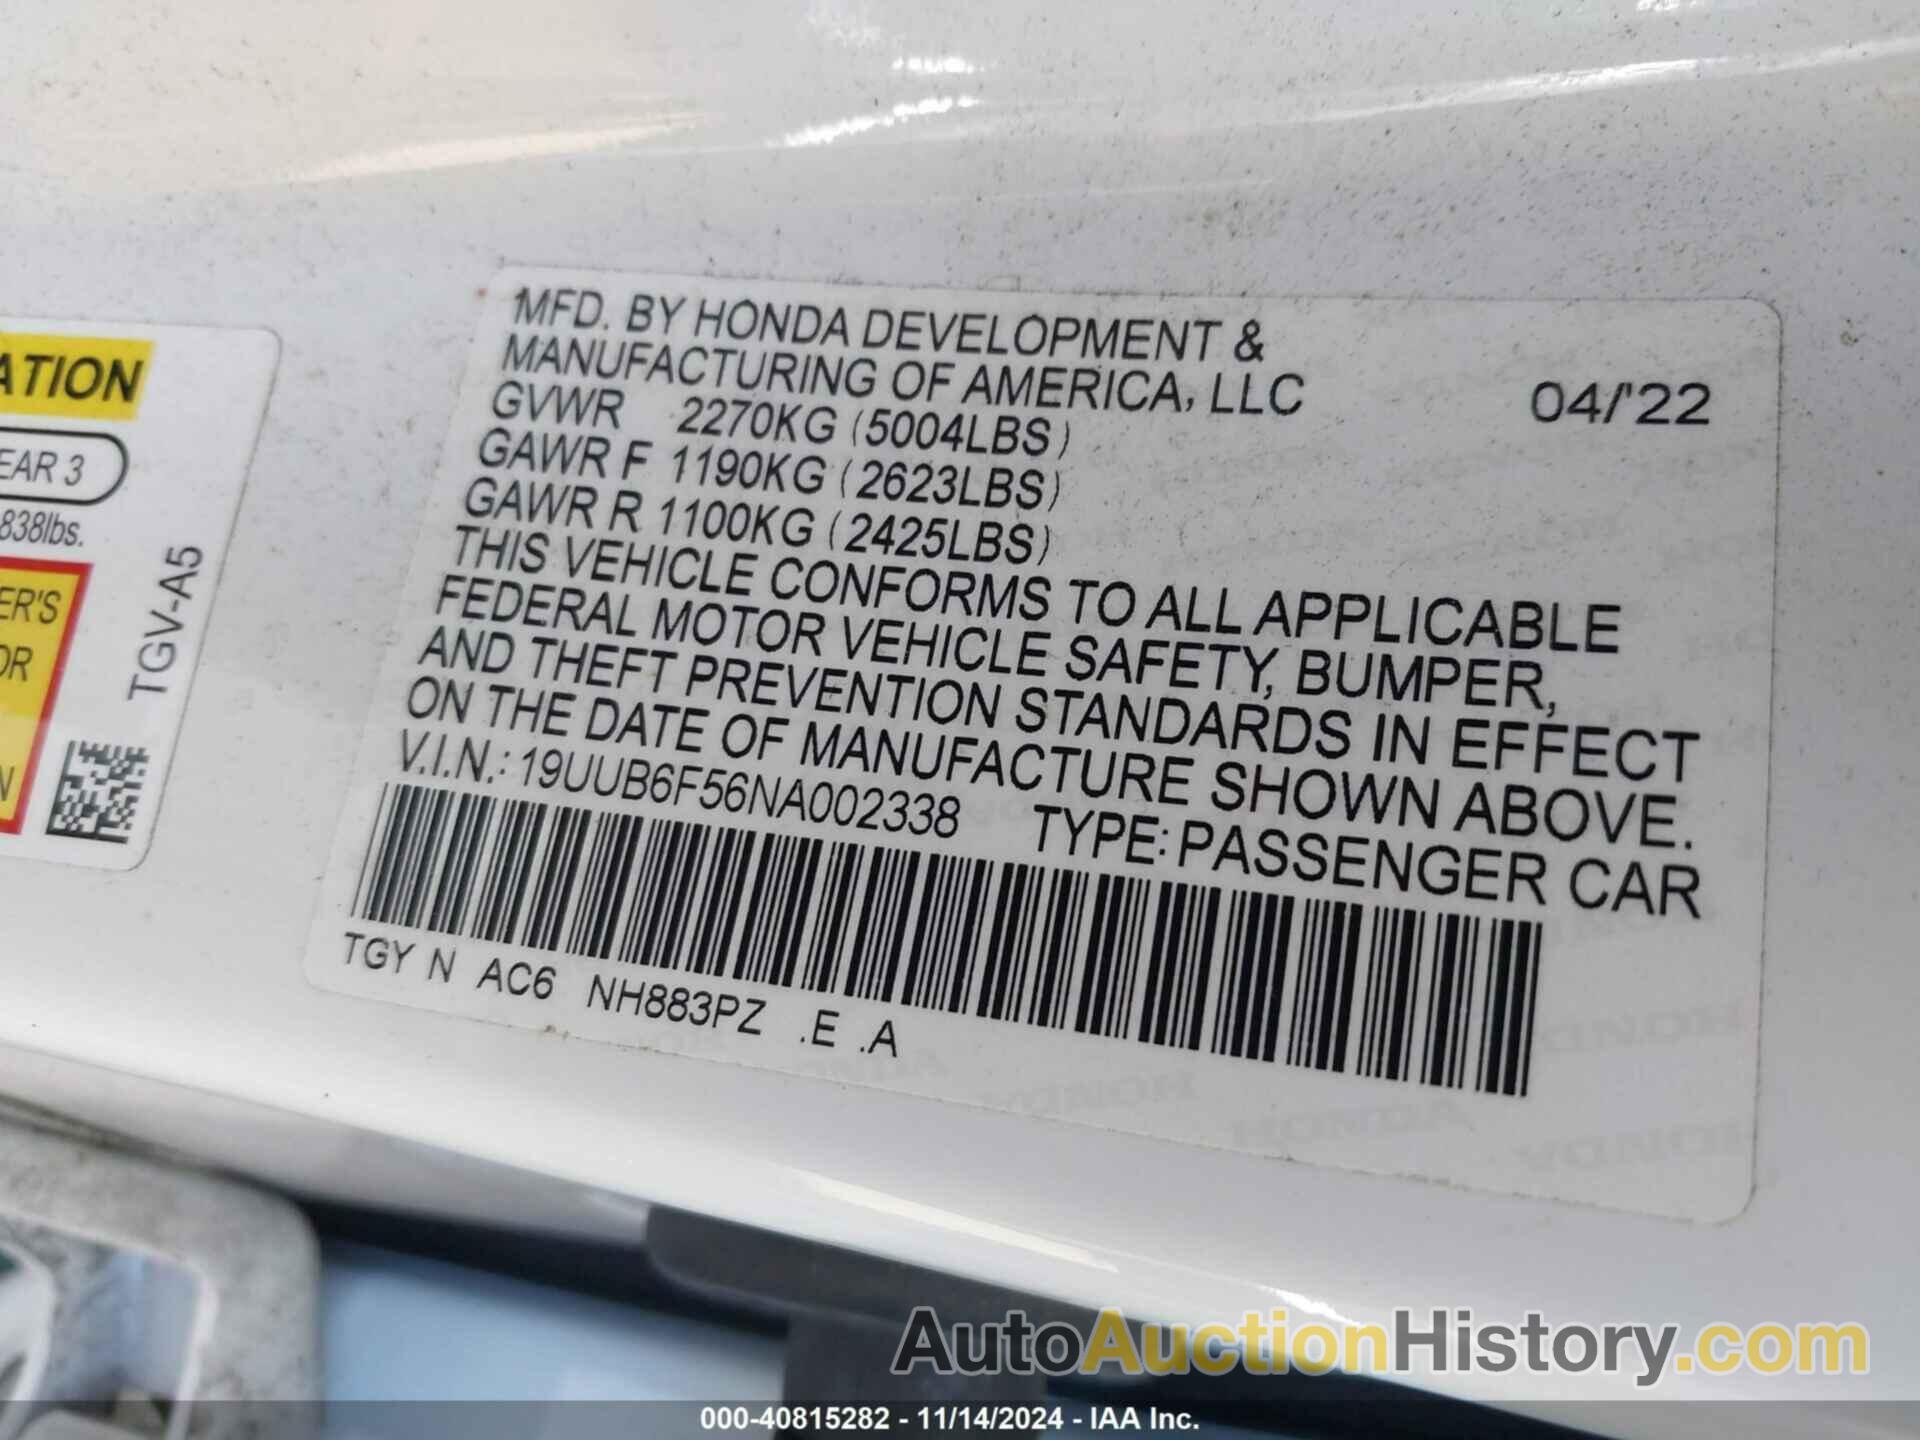 ATION
EAR 3
838lbs.
ER'S
OR
N
TGV-A5
MFD. BY HONDA DEVELOPMENT &
MANUFACTURING OF AMERICA, LLC 04/'22
GVWR 2270KG (5004LBS)
GAWR F 1190KG (2623LBS)
GAWR R 1100KG (2425LBS)
THIS VEHICLE CONFORMS TO ALL APPLICABLE
FEDERAL MOTOR VEHICLE SAFETY, BUMPER,
AND THEFT PREVENTION STANDARDS IN EFFECT
ON THE DATE OF MANUFACTURE SHOWN ABOVE.
V.I.N.: 19UUB6F56NA002338 TYPE: PASSENGER CAR
TGY N AC6 NH883PZ .E .A
HONDA
AutoAuctionHistory.com
000-40815282 - 11/14/2024 - IAA Inc.